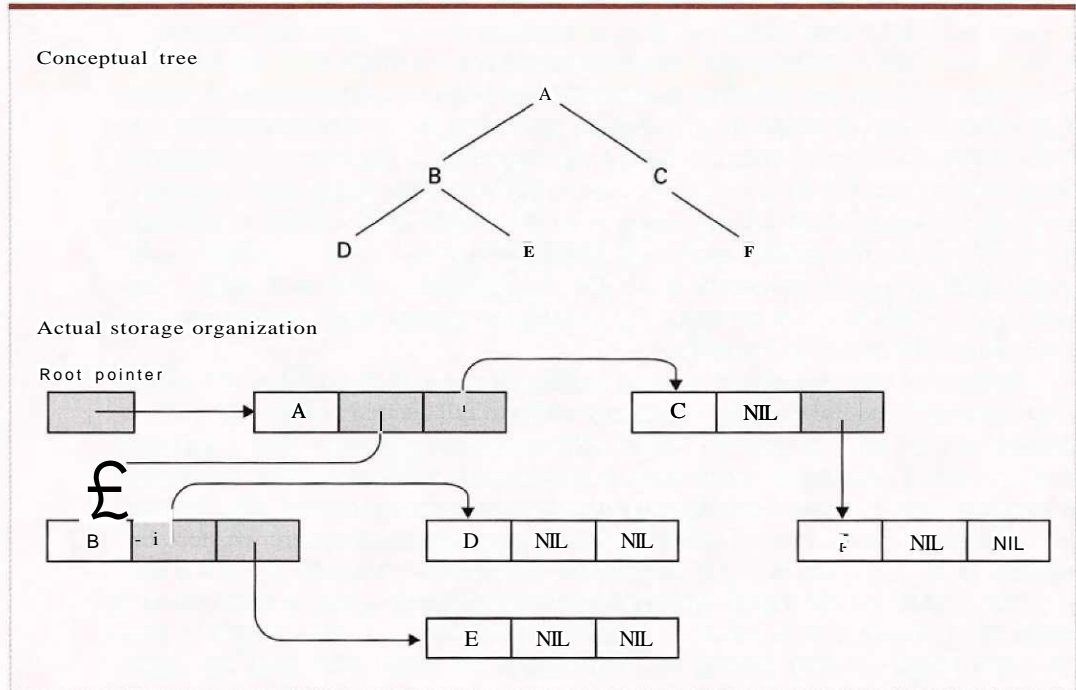 Conceptual tree
A
B C
D E F
Actual storage organization
Root pointer
A C NIL
£
B - i D NIL NIL NIL NIL
E NIL NIL